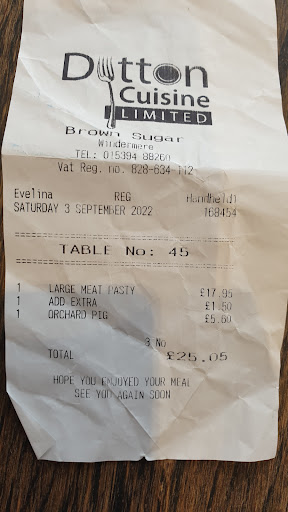 Dutton
Cuisine
LIMITED
Brown Sugar
Windermere
TEL: 015394 88260
Vat Reg. no. 828-634-112
Evelina REG Handheld1
SATURDAY 3 SEPTEMBER 2022 168454
TABLE No: 45
1 LARGE MEAT PASTY £17.95
1 ADD EXTRA £1.50
1 ORCHARD PIG £5.60
3 No
TOTAL £25.05
HOPE YOU ENJOYED YOUR MEAL
SEE YOU AGAIN SOON